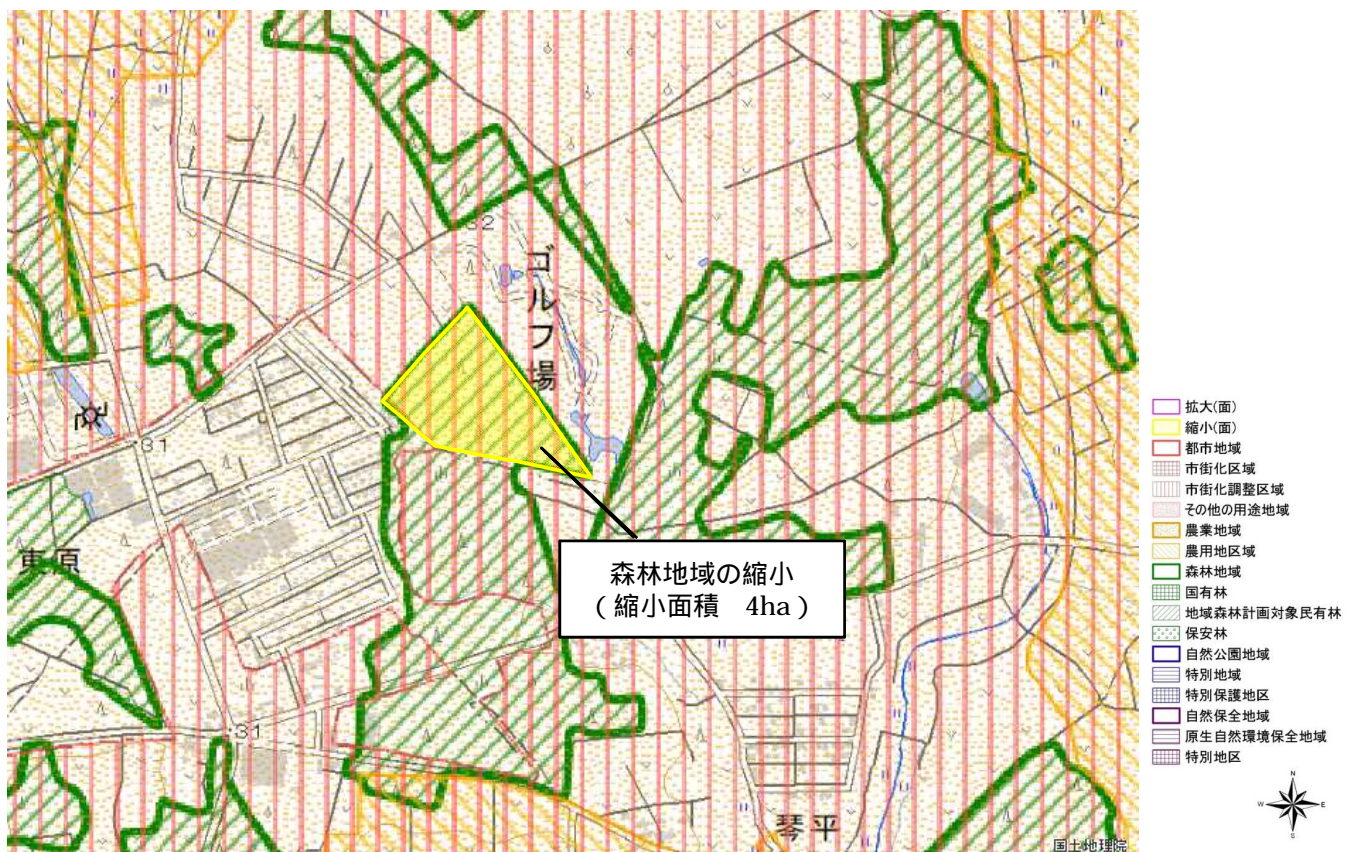 32
ゴルフ場
31
東原
森林地域の縮小
（縮小面積　4ha）
31
琴平
国土地理院
拡大(面)
縮小(面)
都市地域
市街化区域
市街化調整区域
その他の用途地域
農業地域
農用地区域
森林地域
国有林
地域森林計画対象民有林
保安林
自然公園地域
特別地域
特別保護地区
自然保全地域
原生自然環境保全地域
特別地区
N
W
E
S